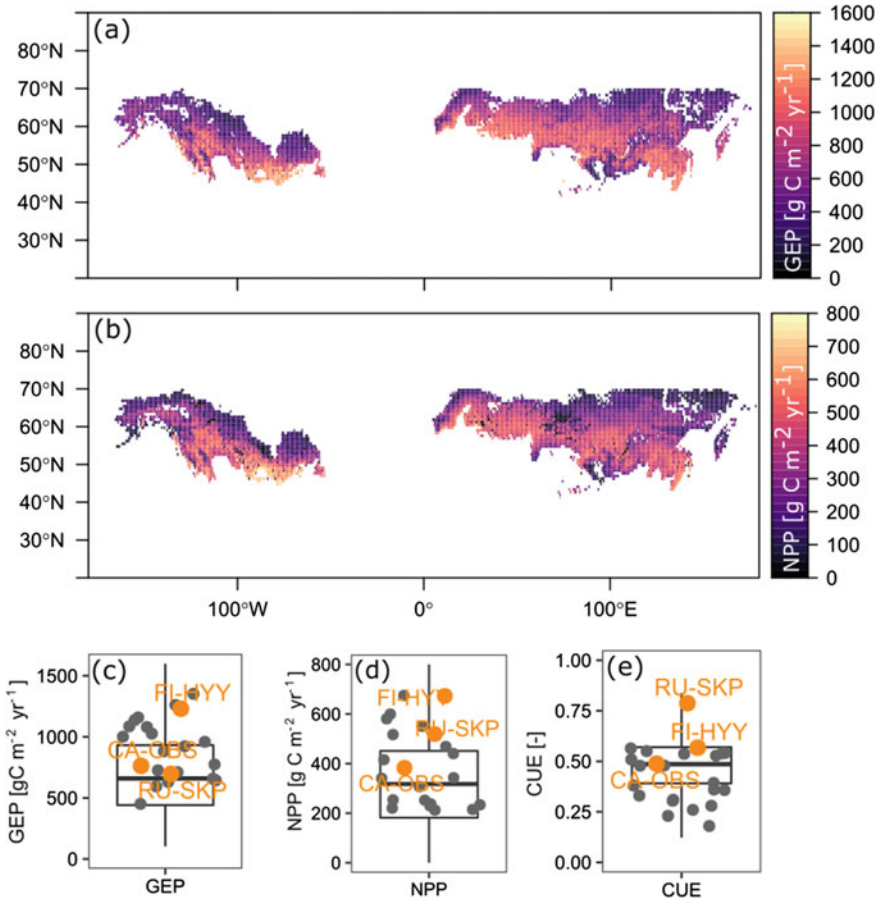 (a)
80°N
70°N
60°N
50°N
40°N
30°N
1600
1400
1200
1000
800
600
400
200
0
GEP [g C m⁻² yr⁻¹]
(b)
80°N
70°N
60°N
50°N
40°N
30°N
100°W
0°
100°E
800
700
600
500
400
300
200
100
0
NPP [g C m⁻² yr⁻¹]
(c)
GEP [gC m⁻² yr⁻¹]
1500
1000
500
0
FI-HYY
CA-OBS
RU-SKP
GEP
(d)
NPP [g C m⁻² yr⁻¹]
800
600
400
200
0
FI-HYY
RU-SKP
CA-OBS
NPP
(e)
CUE [-]
1.00
0.75
0.50
0.25
0.00
RU-SKP
FI-HYY
CA-OBS
CUE